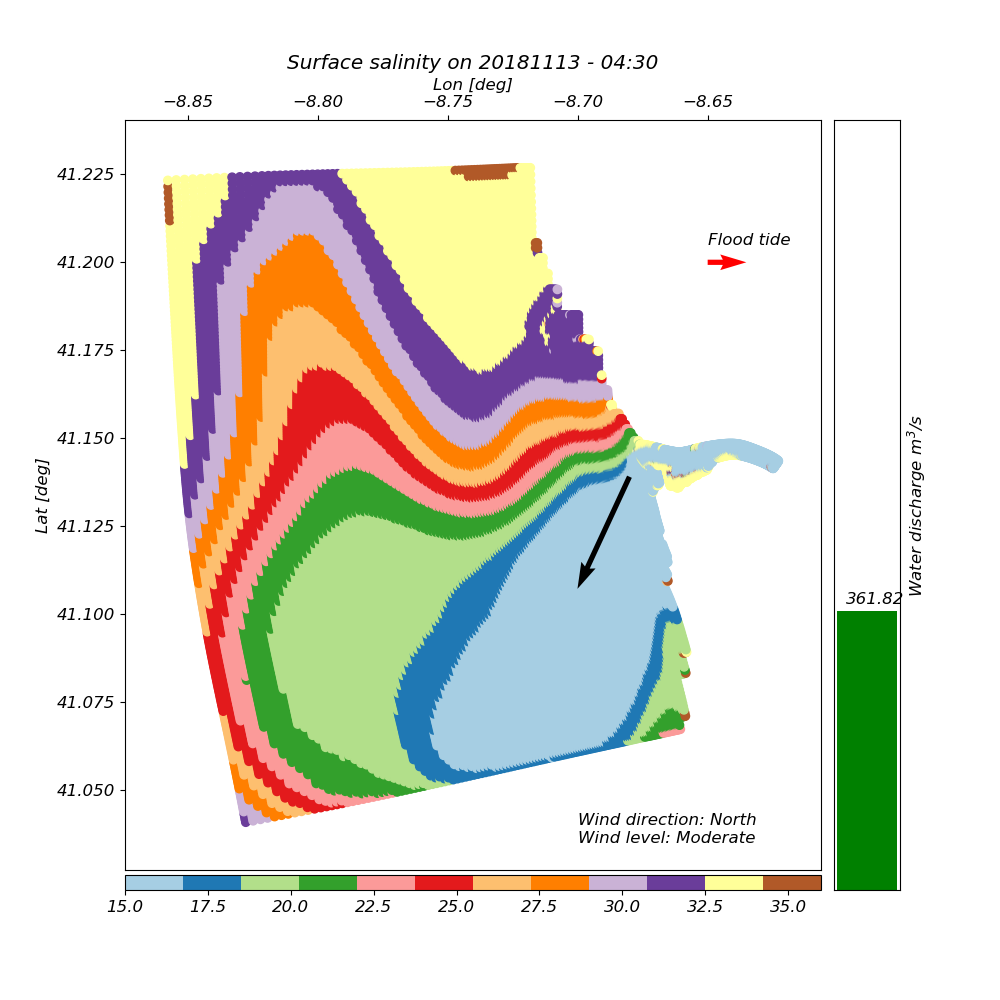 Surface salinity on 20181113 - 04:30
Lon [deg]
−8.85 −8.80 −8.75 −8.70 −8.65
41.225
41.200
41.175
41.150
41.125
41.100
41.075
41.050
Lat [deg]
Flood tide
Wind direction: North
Wind level: Moderate
361.82
Water discharge m³/s
15.0 17.5 20.0 22.5 25.0 27.5 30.0 32.5 35.0